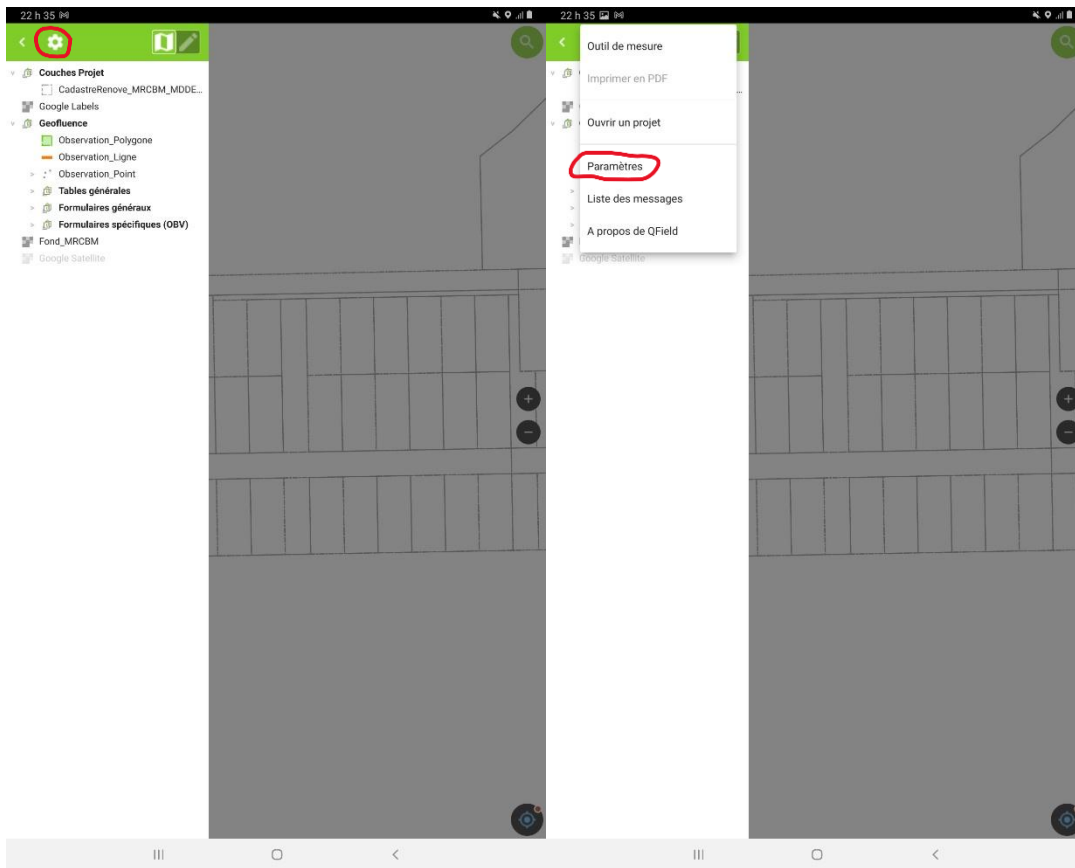 22 h 35
Couches Projet
CadastreRenove_MRCBM_MDDE...
Google Labels
Geofluence
Observation_Polygone
Observation_Ligne
Observation_Point
Tables générales
Formulaires généraux
Formulaires spécifiques (OBV)
Fond_MRCBM
Google Satellite
22 h 35
Outil de mesure
Imprimer en PDF
Ouvrir un projet
Paramètres
Liste des messages
A propos de QField
Google Satellite